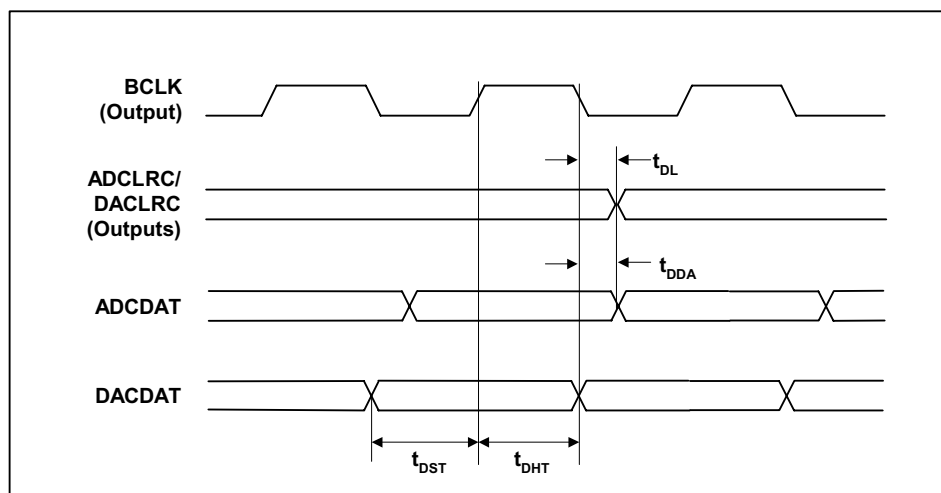 BCLK
(Output)
t_DL
ADCLRC/
DACLRC
(Outputs)
t_DDA
ADCDAT
DACDAT
t_DST
t_DHT